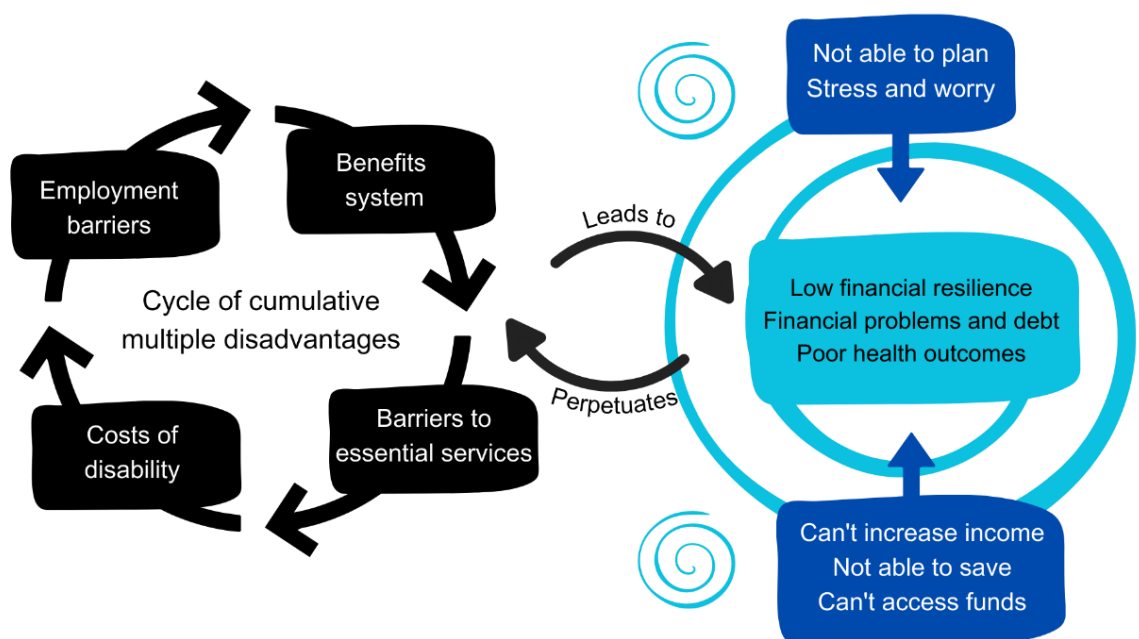 Employment
barriers
Benefits
system
Cycle of cumulative
multiple disadvantages
Costs of
disability
Barriers to
essential services
Leads to
Perpetuates
Not able to plan
Stress and worry
Low financial resilience
Financial problems and debt
Poor health outcomes
Can't increase income
Not able to save
Can't access funds